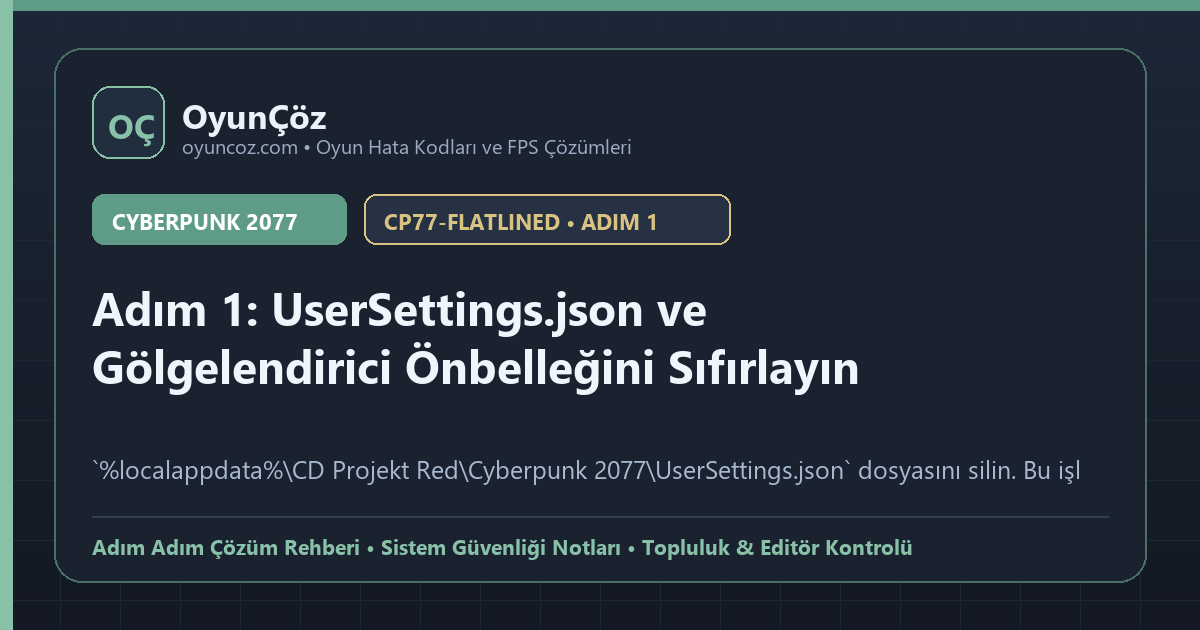 OÇ
OyunÇöz
oyuncoz.com • Oyun Hata Kodları ve FPS Çözümleri
CYBERPUNK 2077
CP77-FLATLINED • ADIM 1
Adım 1: UserSettings.json ve
Gölgelendirici Önbelleğini Sıfırlayın
`%localappdata%\CD Projekt Red\Cyberpunk 2077\UserSettings.json` dosyasını silin. Bu işl
Adım Adım Çözüm Rehberi • Sistem Güvenliği Notları • Topluluk & Editör Kontrolü